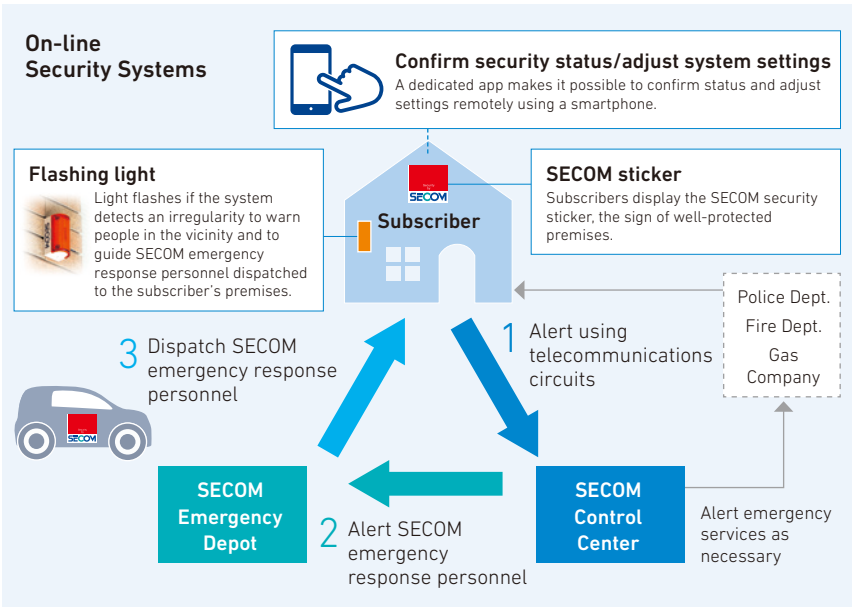 On-line
Security Systems
Confirm security status/adjust system settings
A dedicated app makes it possible to confirm status and adjust
settings remotely using a smartphone.
Flashing light
Light flashes if the system
detects an irregularity to warn
people in the vicinity and to
guide SECOM emergency
response personnel dispatched
to the subscriber's premises.
SECOM
SECOM
Subscriber
SECOM sticker
Subscribers display the SECOM security
sticker, the sign of well-protected
premises.
Police Dept.
Fire Dept.
Gas
Company
1 Alert using
telecommunications
circuits
3 Dispatch SECOM
emergency response
personnel
SECOM
SECOM
Emergency
Depot
2 Alert SECOM
emergency
response personnel
SECOM
Control
Center
Alert emergency
services as
necessary